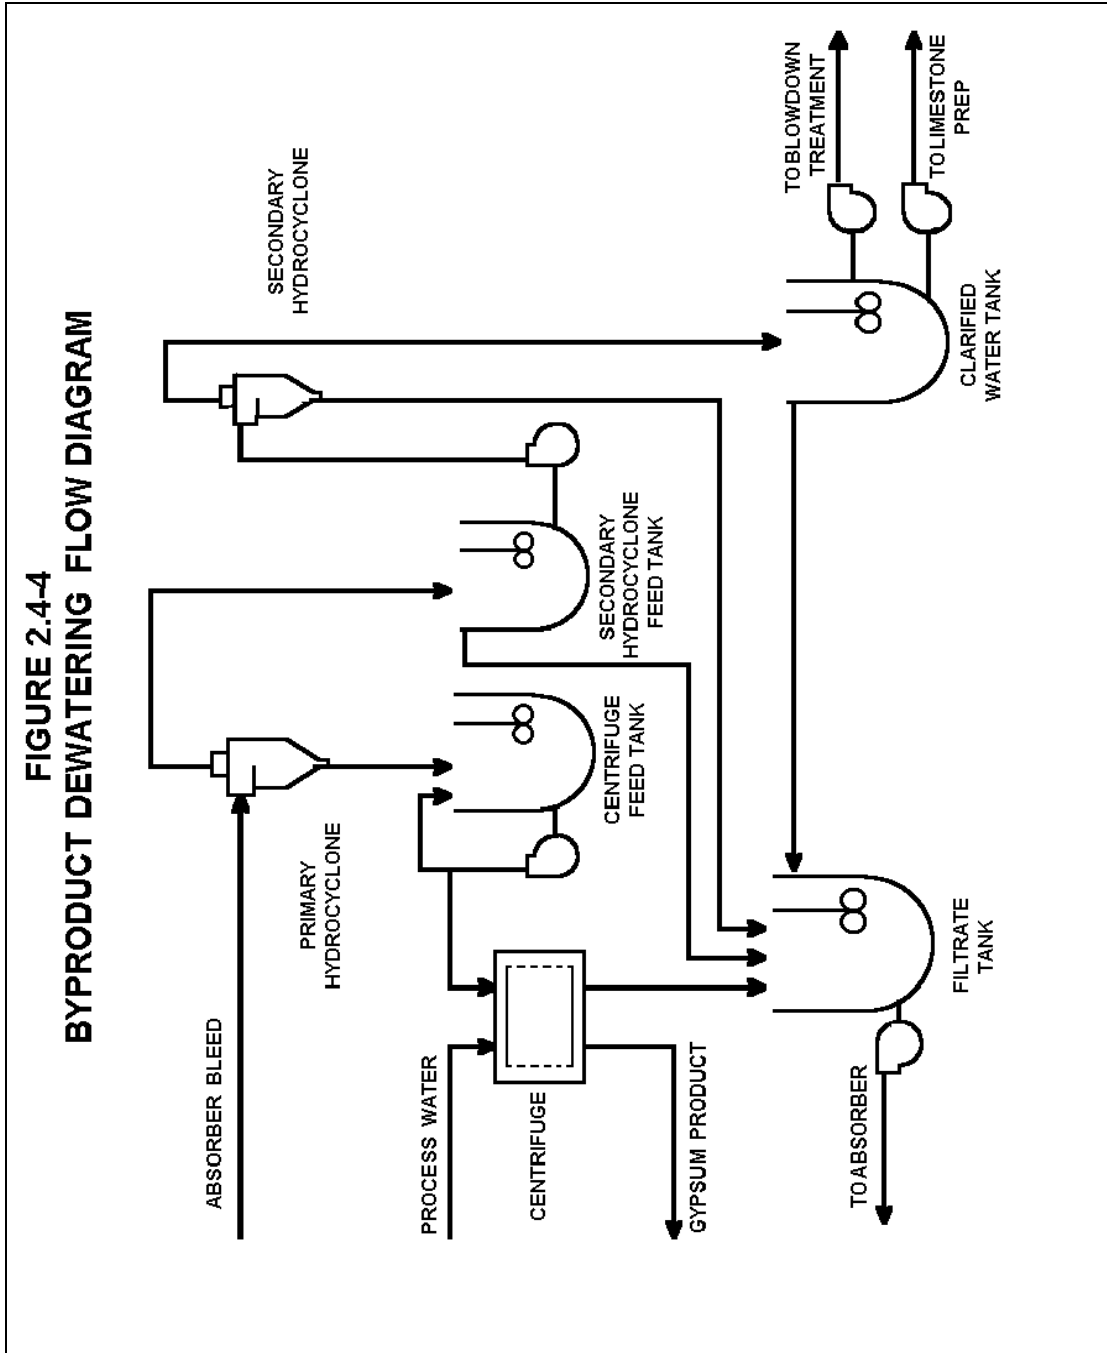 FIGURE 2.4-4
BYPRODUCT DEWATERING FLOW DIAGRAM
SECONDARY
HYDROCYCLONE
ABSORBER BLEED
PRIMARY
HYDROCYCLONE
PROCESS WATER
CENTRIFUGE
CENTRIFUGE
FEED TANK
SECONDARY
HYDROCYCLONE
FEED TANK
GYPSUM PRODUCT
TO BLOWDOWN
TREATMENT
TO LIMESTONE
PREP
TO ABSORBER
FILTRATE
TANK
CLARIFIED
WATER TANK